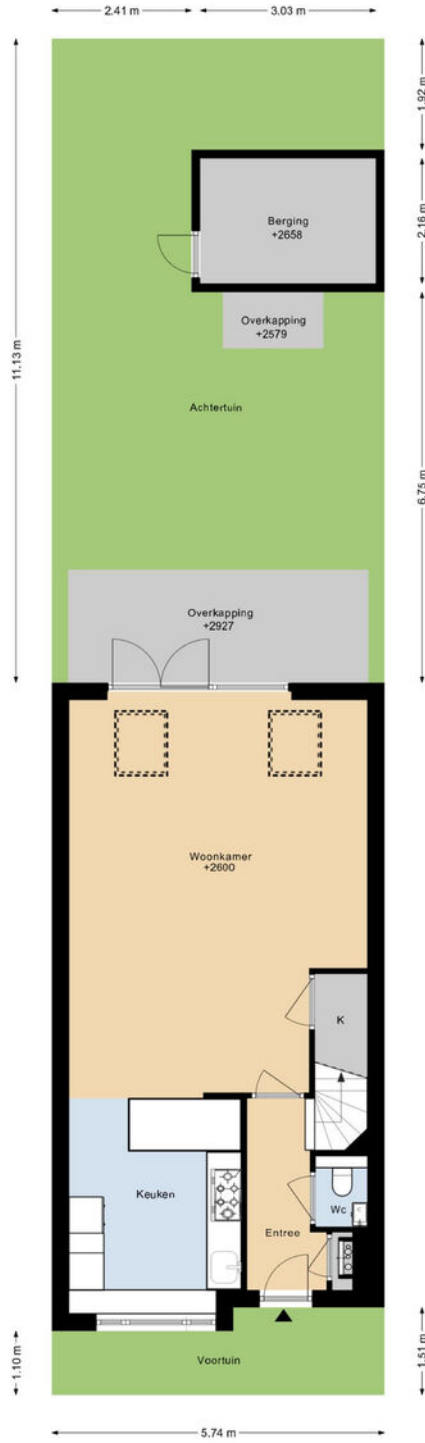 2.41 m
3.03 m
1.92 m
2.16 m
11.13 m
6.75 m
Berging
+2658
Overkapping
+2579
Achtertuin
Overkapping
+2927
Woonkamer
+2600
K
Keuken
Wc
Entree
Voortuin
1.10 m
1.51 m
5.74 m